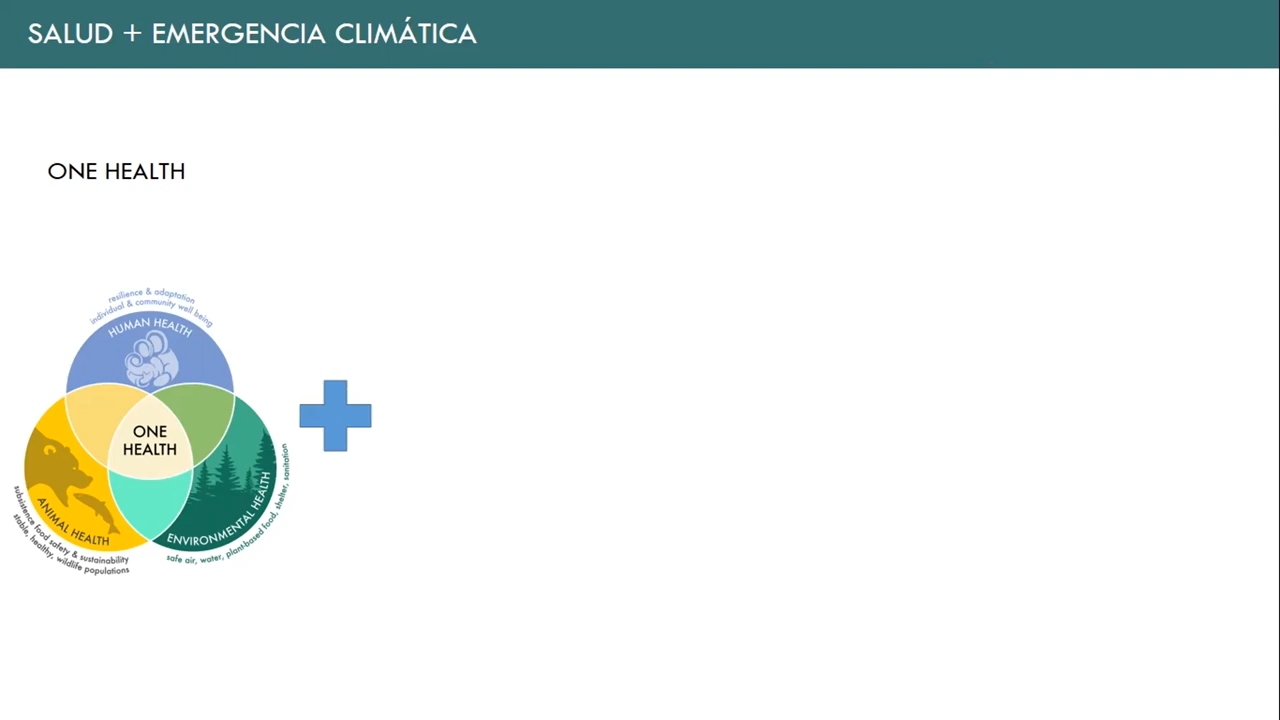 SALUD + EMERGENCIA CLIMÁTICA
ONE HEALTH
resilience & adaptation
individual & community well being
HUMAN HEALTH
ONE
HEALTH
ANIMAL HEALTH
subsistence food safety & sustainability
stable, healthy, wildlife populations
ENVIRONMENTAL HEALTH
safe air, water, plant-based food, shelter, sanitation